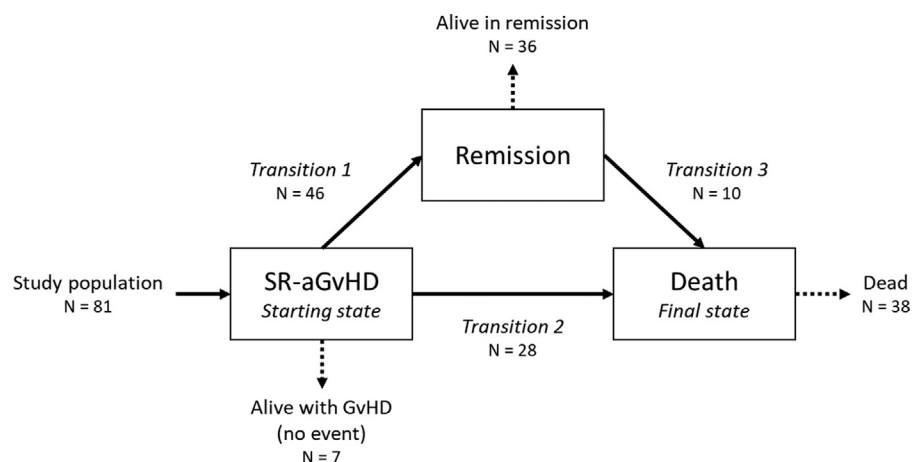 Alive in remission
N = 36
Remission
Transition 1
N = 46
Transition 3
N = 10
Study population
N = 81
SR-aGvHD
Starting state
Transition 2
N = 28
Death
Final state
Dead
N = 38
Alive with GvHD
(no event)
N = 7